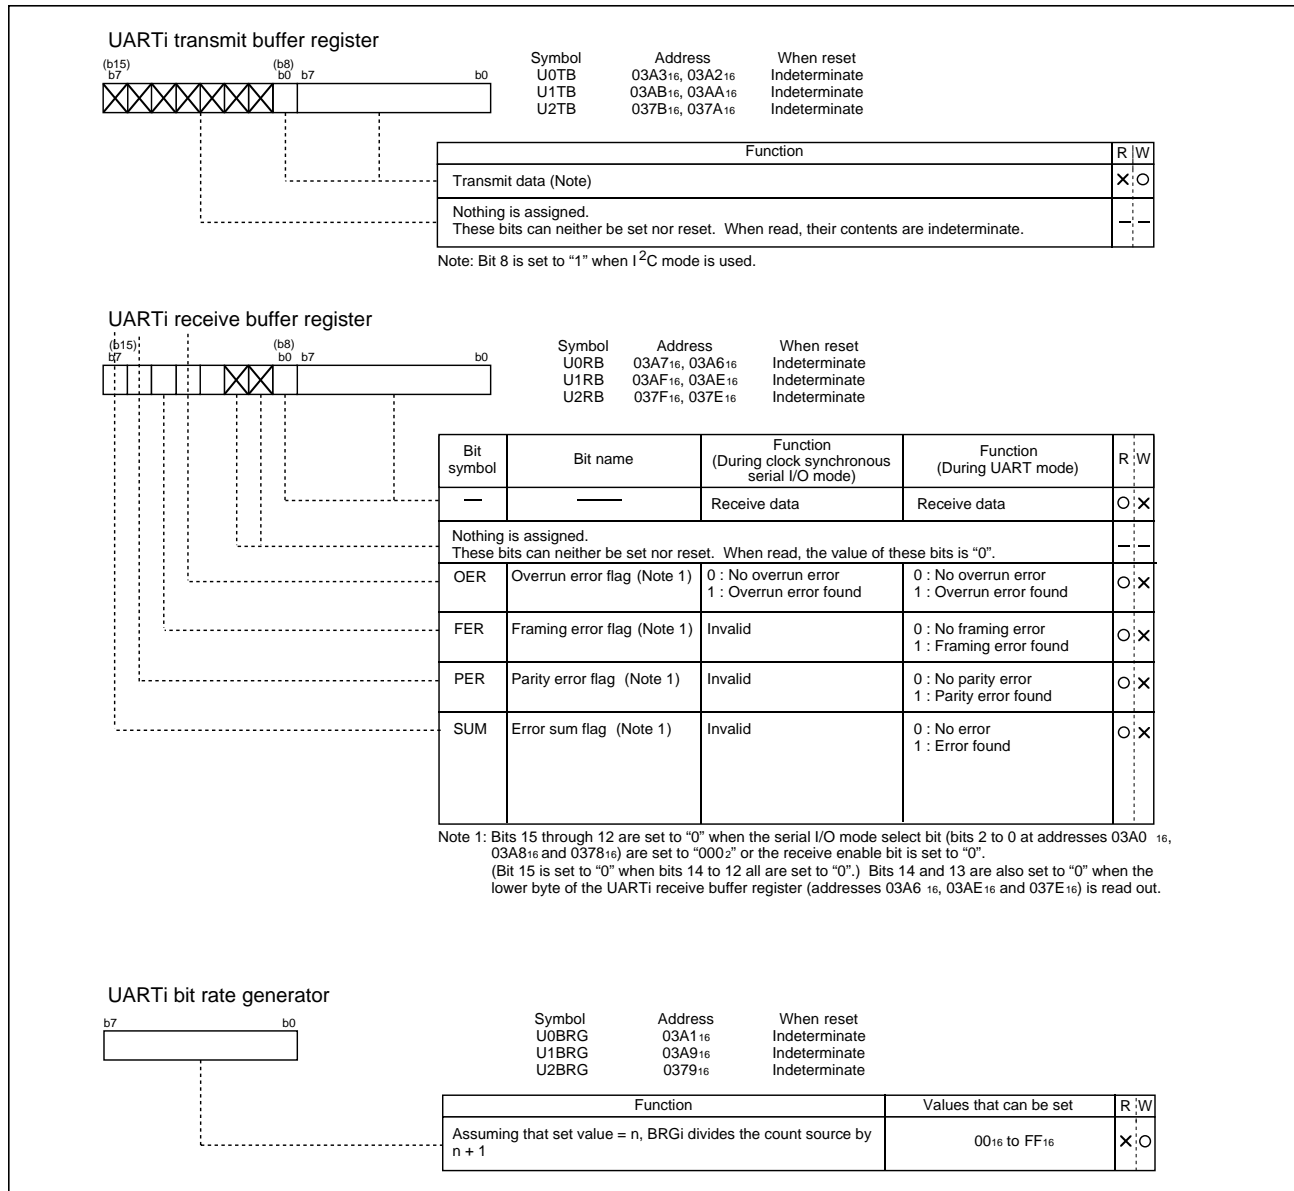 UARTi transmit buffer register
(b15) (b8)
b7 b0 b7 b0
Symbol Address When reset
U0TB 03A3₁₆, 03A2₁₆ Indeterminate
U1TB 03AB₁₆, 03AA₁₆ Indeterminate
U2TB 037B₁₆, 037A₁₆ Indeterminate
Function R W
Transmit data (Note) X O
Nothing is assigned.
These bits can neither be set nor reset. When read, their contents are indeterminate. — —
Note: Bit 8 is set to “1” when I²C mode is used.
UARTi receive buffer register
(b15) (b8)
b7 b0 b7 b0
Symbol Address When reset
U0RB 03A7₁₆, 03A6₁₆ Indeterminate
U1RB 03AF₁₆, 03AE₁₆ Indeterminate
U2RB 037F₁₆, 037E₁₆ Indeterminate
Bit symbol Bit name Function (During clock synchronous serial I/O mode) Function (During UART mode) R W
— — Receive data Receive data O X
Nothing is assigned.
These bits can neither be set nor reset. When read, the value of these bits is “0”. — —
OER Overrun error flag (Note 1) 0 : No overrun error 0 : No overrun error O X
1 : Overrun error found 1 : Overrun error found
FER Framing error flag (Note 1) Invalid 0 : No framing error O X
1 : Framing error found
PER Parity error flag (Note 1) Invalid 0 : No parity error O X
1 : Parity error found
SUM Error sum flag (Note 1) Invalid 0 : No error O X
1 : Error found
Note 1: Bits 15 through 12 are set to “0” when the serial I/O mode select bit (bits 2 to 0 at addresses 03A0 ₁₆,
03A8₁₆ and 0378₁₆) are set to “000₂” or the receive enable bit is set to “0”.
(Bit 15 is set to “0” when bits 14 to 12 all are set to “0”.) Bits 14 and 13 are also set to “0” when the
lower byte of the UARTi receive buffer register (addresses 03A6 ₁₆, 03AE₁₆ and 037E₁₆) is read out.
UARTi bit rate generator
b7 b0
Symbol Address When reset
U0BRG 03A1₁₆ Indeterminate
U1BRG 03A9₁₆ Indeterminate
U2BRG 0379₁₆ Indeterminate
Function Values that can be set R W
Assuming that set value = n, BRGi divides the count source by 00₁₆ to FF₁₆ X O
n + 1